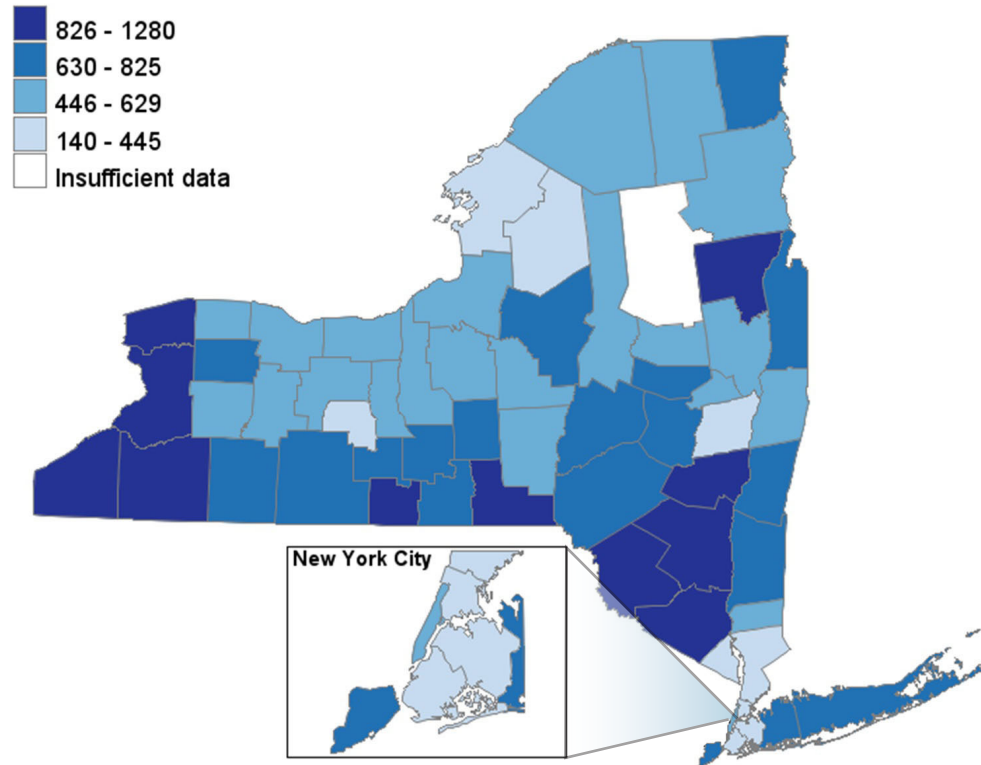 826 - 1280
630 - 825
446 - 629
140 - 445
Insufficient data
New York City